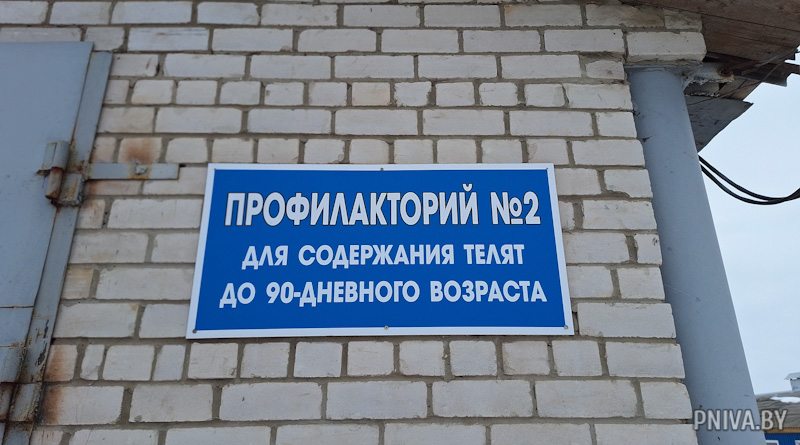 ПРОФИЛАКТОРИЙ №2
ДЛЯ СОДЕРЖАНИЯ ТЕЛЯТ
ДО 90-ДНЕВНОГО ВОЗРАСТА
PNIVA.BY